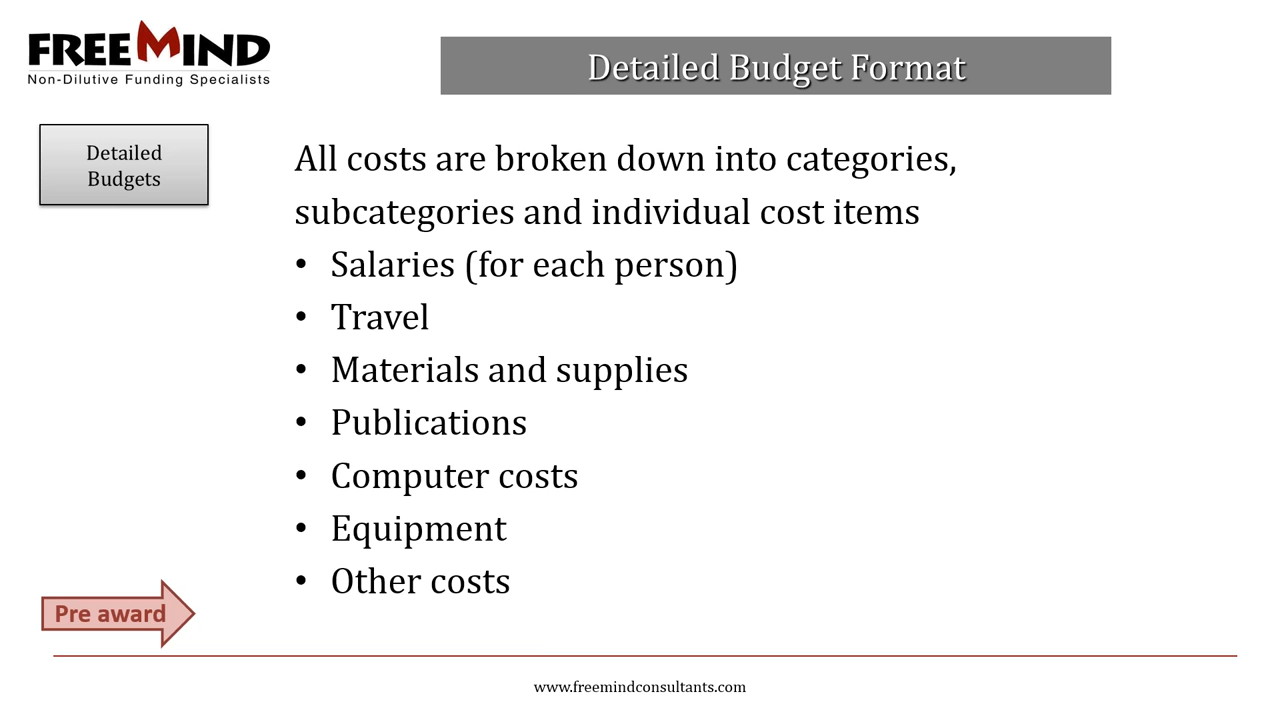 FREEMIND
Non-Dilutive Funding Specialists
Detailed Budget Format
Detailed
Budgets
All costs are broken down into categories,
subcategories and individual cost items
• Salaries (for each person)
• Travel
• Materials and supplies
• Publications
• Computer costs
• Equipment
• Other costs
Pre award
www.freemindconsultants.com